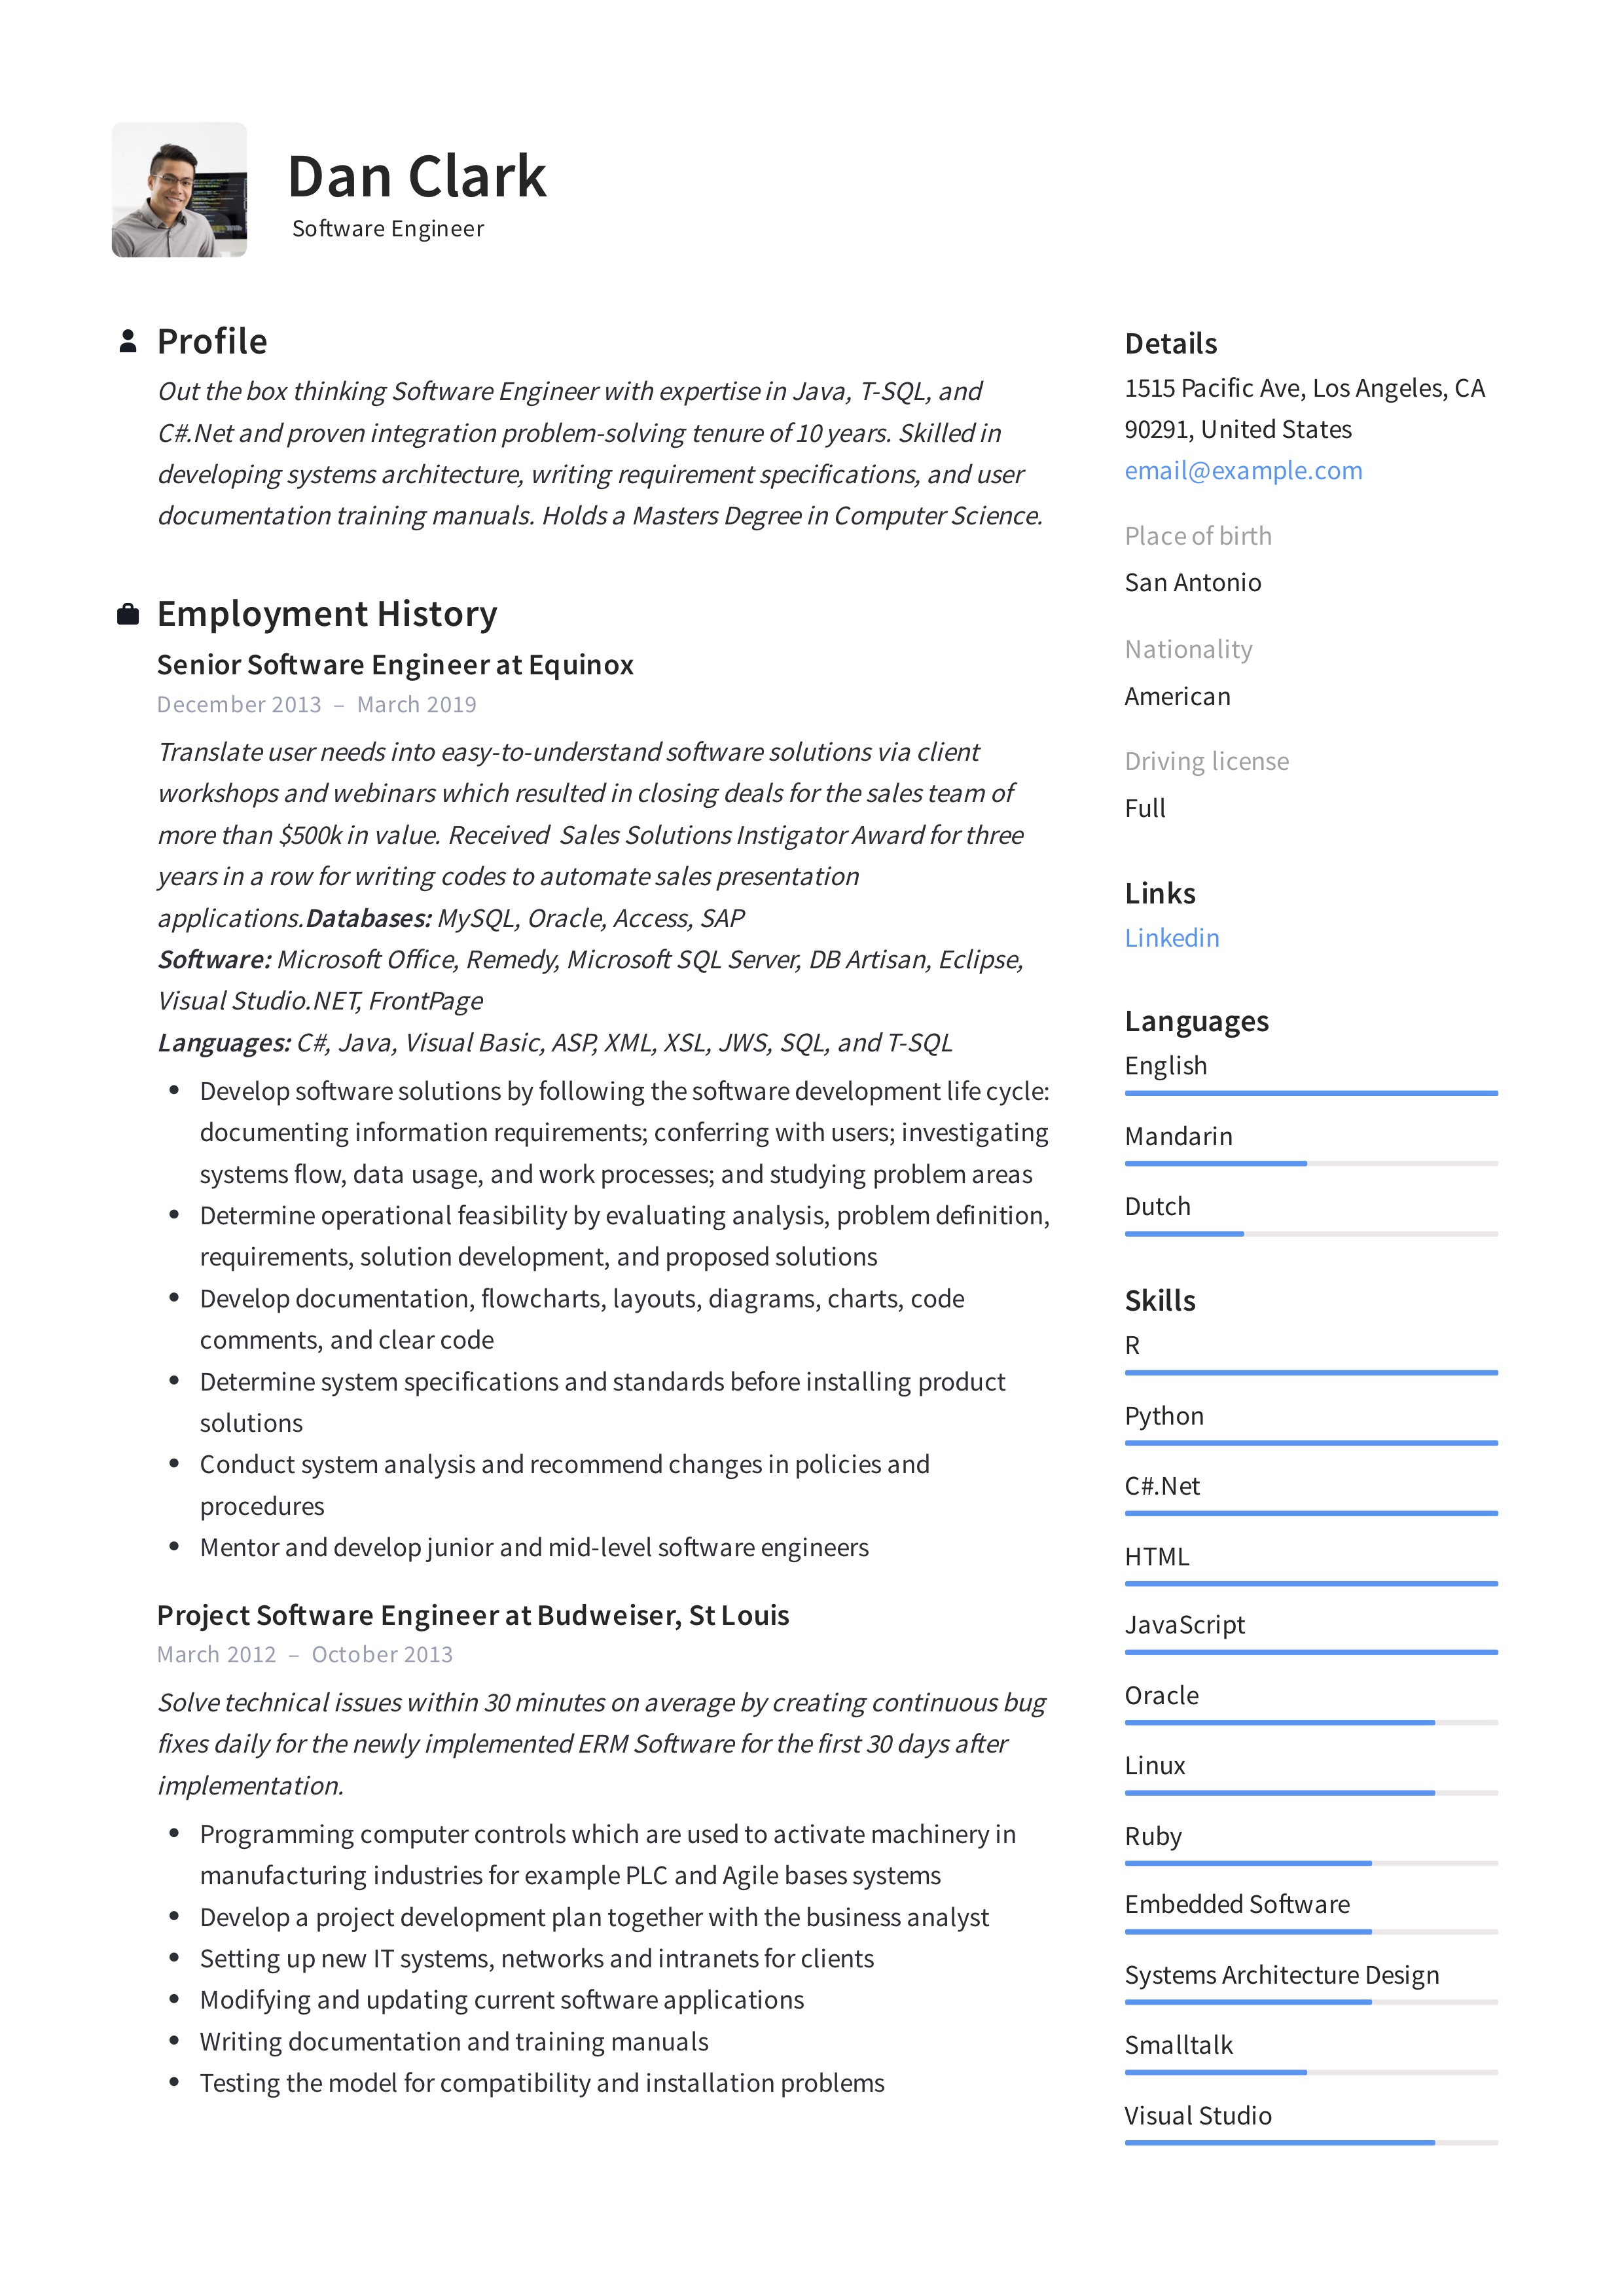 Dan Clark
Software Engineer
Profile
Out the box thinking Software Engineer with expertise in Java, T-SQL, and
C#.Net and proven integration problem-solving tenure of 10 years. Skilled in
developing systems architecture, writing requirement specifications, and user
documentation training manuals. Holds a Masters Degree in Computer Science.
Employment History
Senior Software Engineer at Equinox
December 2013 – March 2019
Translate user needs into easy-to-understand software solutions via client
workshops and webinars which resulted in closing deals for the sales team of
more than $500k in value. Received Sales Solutions Instigator Award for three
years in a row for writing codes to automate sales presentation
applications.Databases: MySQL, Oracle, Access, SAP
Software: Microsoft Office, Remedy, Microsoft SQL Server, DB Artisan, Eclipse,
Visual Studio.NET, FrontPage
Languages: C#, Java, Visual Basic, ASP, XML, XSL, JWS, SQL, and T-SQL
• Develop software solutions by following the software development life cycle:
documenting information requirements; conferring with users; investigating
systems flow, data usage, and work processes; and studying problem areas
• Determine operational feasibility by evaluating analysis, problem definition,
requirements, solution development, and proposed solutions
• Develop documentation, flowcharts, layouts, diagrams, charts, code
comments, and clear code
• Determine system specifications and standards before installing product
solutions
• Conduct system analysis and recommend changes in policies and
procedures
• Mentor and develop junior and mid-level software engineers
Project Software Engineer at Budweiser, St Louis
March 2012 – October 2013
Solve technical issues within 30 minutes on average by creating continuous bug
fixes daily for the newly implemented ERM Software for the first 30 days after
implementation.
• Programming computer controls which are used to activate machinery in
manufacturing industries for example PLC and Agile bases systems
• Develop a project development plan together with the business analyst
• Setting up new IT systems, networks and intranets for clients
• Modifying and updating current software applications
• Writing documentation and training manuals
• Testing the model for compatibility and installation problems
Details
1515 Pacific Ave, Los Angeles, CA
90291, United States
email@example.com
Place of birth
San Antonio
Nationality
American
Driving license
Full
Links
Linkedin
Languages
English
Mandarin
Dutch
Skills
R
Python
C#.Net
HTML
JavaScript
Oracle
Linux
Ruby
Embedded Software
Systems Architecture Design
Smalltalk
Visual Studio